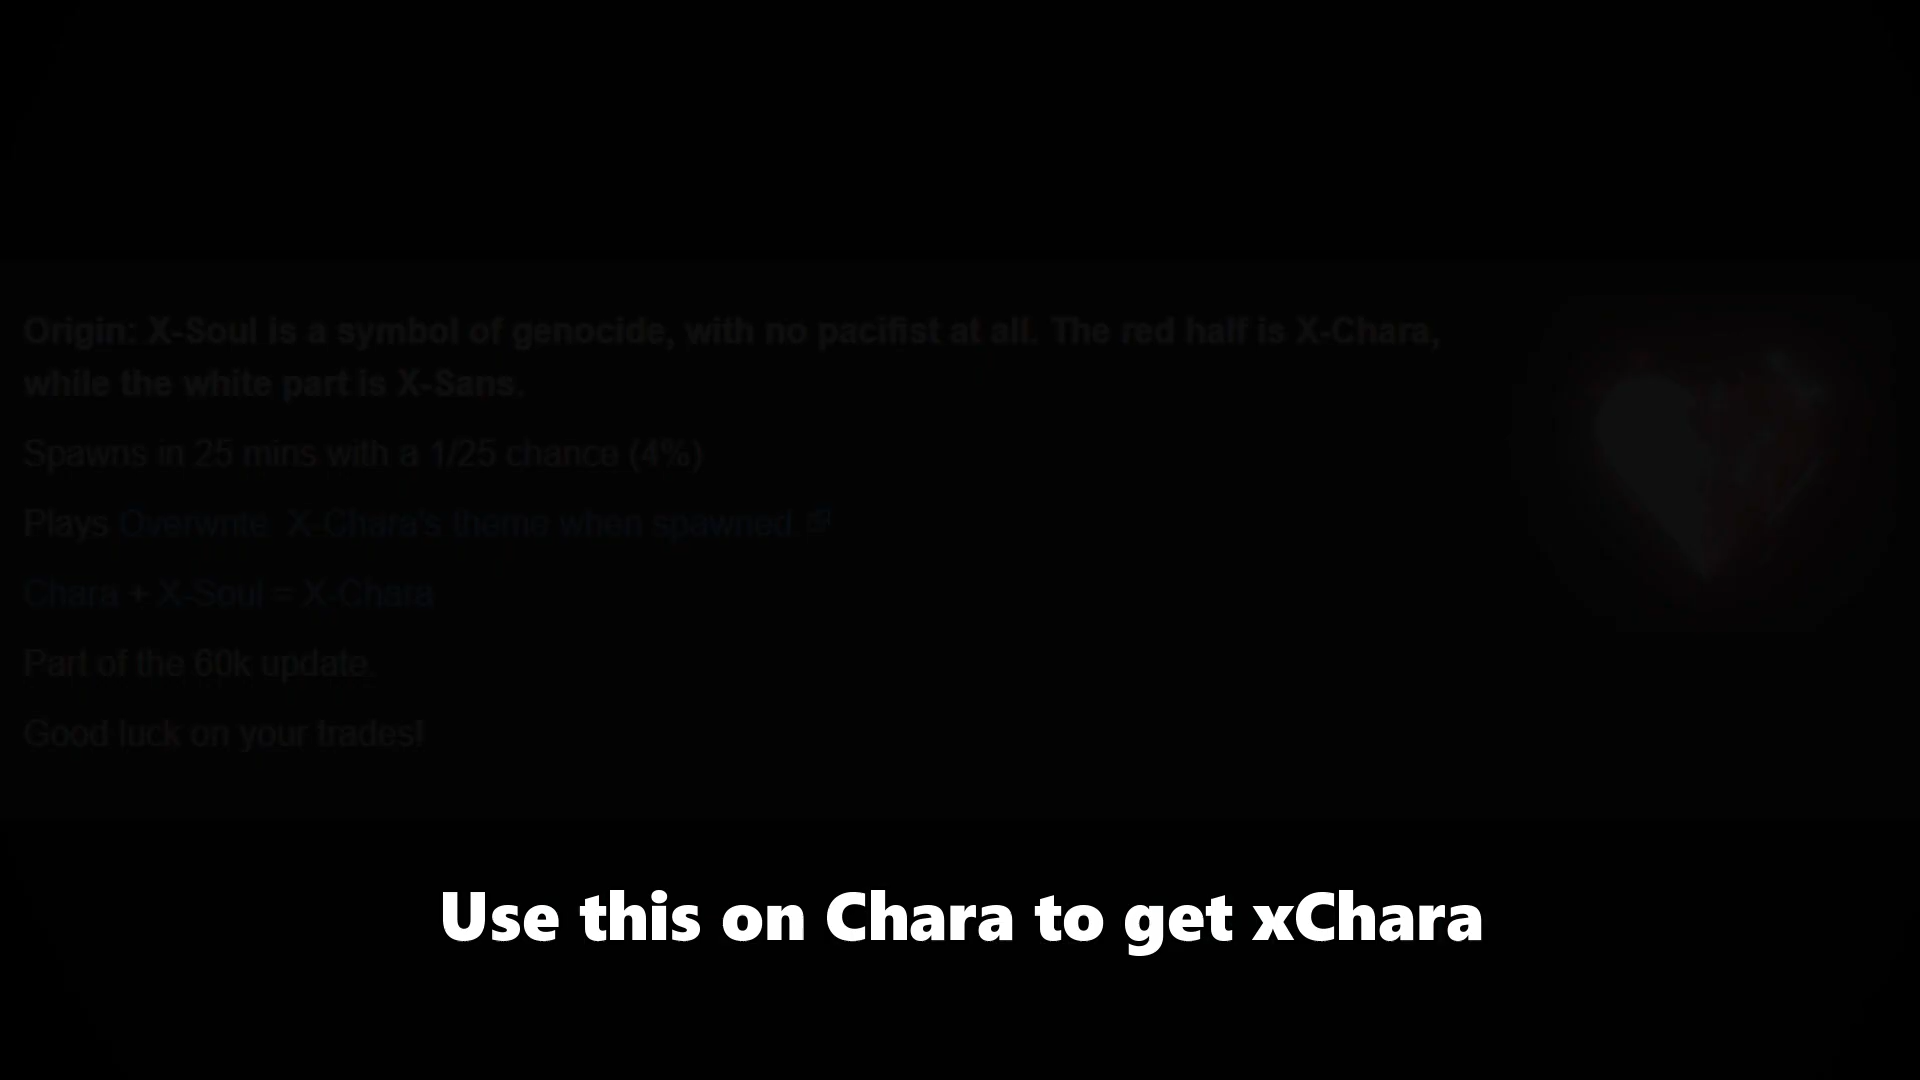 Origin: X-Soul is a symbol of genocide, with no pacifist at all. The red half is X-Chara,
while the white part is X-Sans.
Spawns in 25 mins with a 1/25 chance (4%)
Plays Overwrite: X-Chara's theme when spawned.
Chara + X-Soul = X-Chara
Part of the 60k update.
Good luck on your trades!
Use this on Chara to get xChara